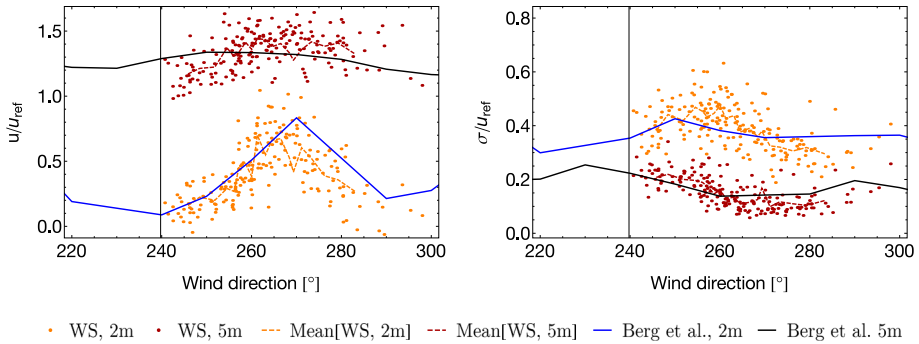 1.5
1.0
0.5
0.0
u/u_ref
220 240 260 280 300
Wind direction [°]
0.8
0.6
0.4
0.2
0.0
σ/u_ref
220 240 260 280 300
Wind direction [°]
WS, 2m WS, 5m Mean[WS, 2m] Mean[WS, 5m] Berg et al., 2m Berg et al. 5m